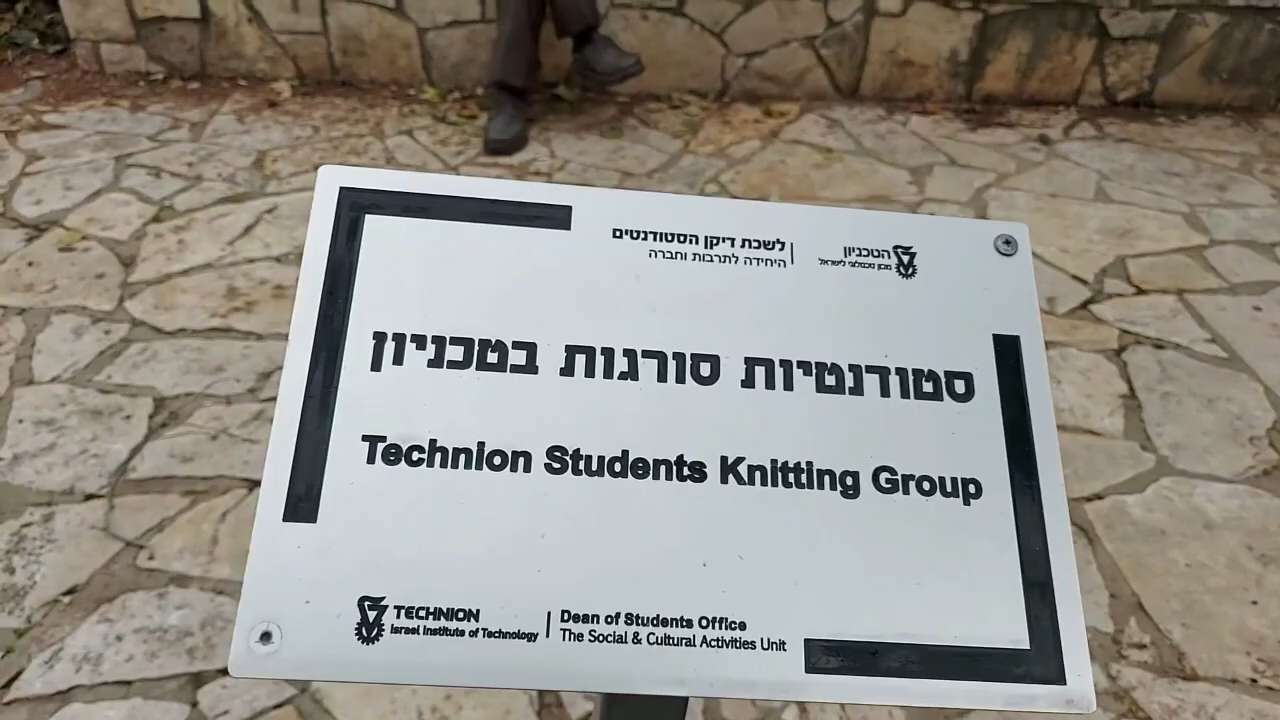 לשכת דיקן הסטודנטים
היחידה לתרבות וחברה
הטכניון
מכון טכנולוגי לישראל
סטודנטיות סורגות בטכניון
Technion Students Knitting Group
TECHNION
Israel Institute of Technology
Dean of Students Office
The Social & Cultural Activities Unit